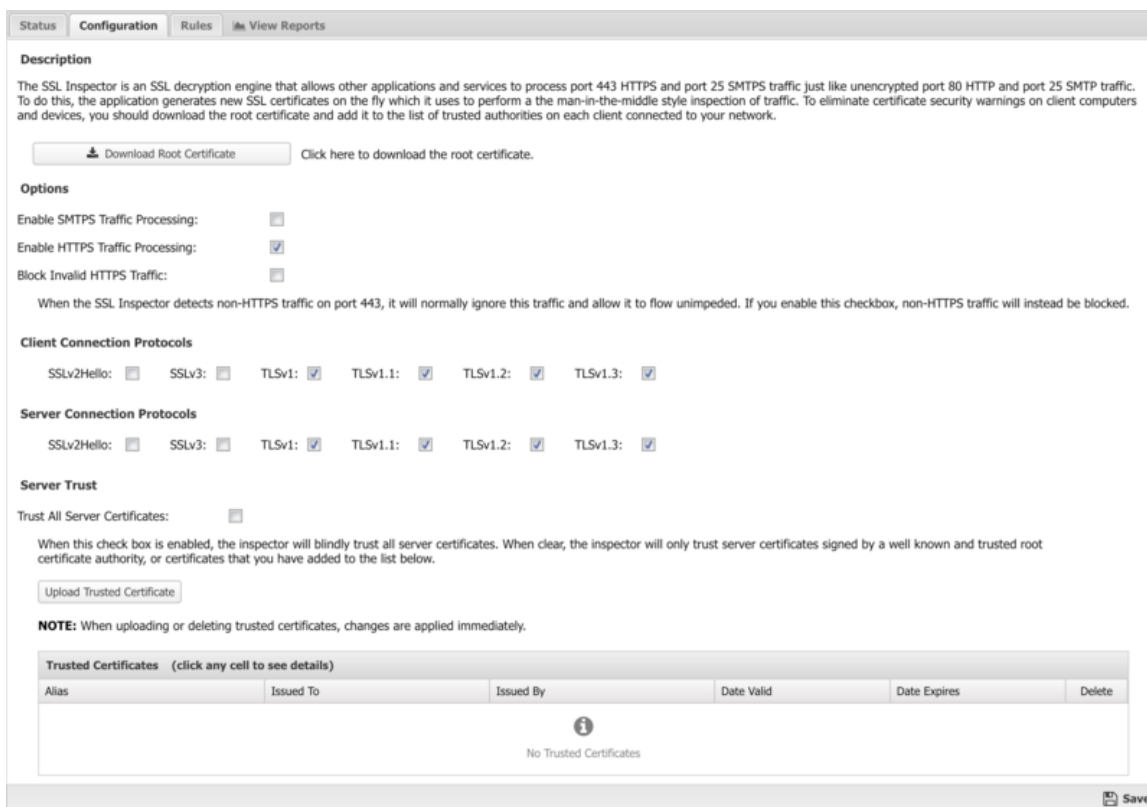 Status Configuration Rules View Reports
Description
The SSL Inspector is an SSL decryption engine that allows other applications and services to process port 443 HTTPS and port 25 SMTPS traffic just like unencrypted port 80 HTTP and port 25 SMTP traffic.
To do this, the application generates new SSL certificates on the fly which it uses to perform a the man-in-the-middle style inspection of traffic. To eliminate certificate security warnings on client computers
and devices, you should download the root certificate and add it to the list of trusted authorities on each client connected to your network.
Download Root Certificate Click here to download the root certificate.
Options
Enable SMTPS Traffic Processing:
Enable HTTPS Traffic Processing:
Block Invalid HTTPS Traffic:
When the SSL Inspector detects non-HTTPS traffic on port 443, it will normally ignore this traffic and allow it to flow unimpeded. If you enable this checkbox, non-HTTPS traffic will instead be blocked.
Client Connection Protocols
SSLv2Hello: SSLv3: TLSv1: TLSv1.1: TLSv1.2: TLSv1.3:
Server Connection Protocols
SSLv2Hello: SSLv3: TLSv1: TLSv1.1: TLSv1.2: TLSv1.3:
Server Trust
Trust All Server Certificates:
When this check box is enabled, the inspector will blindly trust all server certificates. When clear, the inspector will only trust server certificates signed by a well known and trusted root
certificate authority, or certificates that you have added to the list below.
Upload Trusted Certificate
NOTE: When uploading or deleting trusted certificates, changes are applied immediately.
Trusted Certificates (click any cell to see details)
Alias Issued To Issued By Date Valid Date Expires Delete
No Trusted Certificates
Save